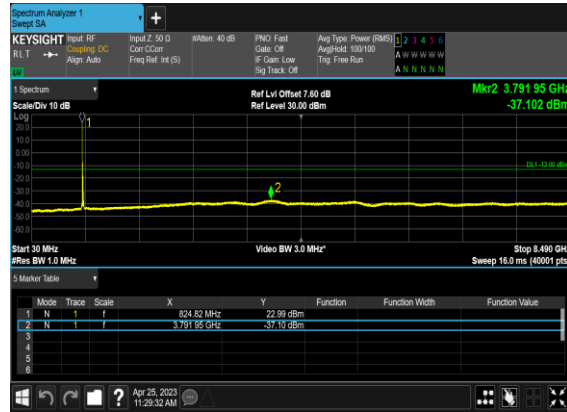 Spectrum Analyzer 1
Swept SA
+
KEYSIGHT Input: RF Input Z: 50 Ω #Atten: 40 dB PNO: Fast Avg Type: Power (RMS) 1 2 3 4 5 6
R L T Coupling: DC Corr CCorr Gate: Off Avg|Hold: 100/100 A W W W W W
Align: Auto Freq Ref: Int (S) IF Gain: Low Trig: Free Run
Sig Track: Off A N N N N N
1 Spectrum Ref Lvl Offset 7.60 dB Mkr2 3.791 95 GHz
Scale/Div 10 dB Ref Level 30.00 dBm -37.102 dBm
Log
20.0
10.0
0.00
-10.0
-20.0
-30.0
-40.0
-50.0
-60.0
1
DL1 -13.00 dBm
2
Start 30 MHz Video BW 3.0 MHz* Stop 8.490 GHz
#Res BW 1.0 MHz Sweep 16.0 ms (40001 pts)
5 Marker Table
Mode Trace Scale X Y Function Function Width Function Value
1 N 1 f 824.82 MHz 22.99 dBm
2 N 1 f 3.791 95 GHz -37.10 dBm
3
4
5
6
? Apr 25, 2023
11:29:32 AM